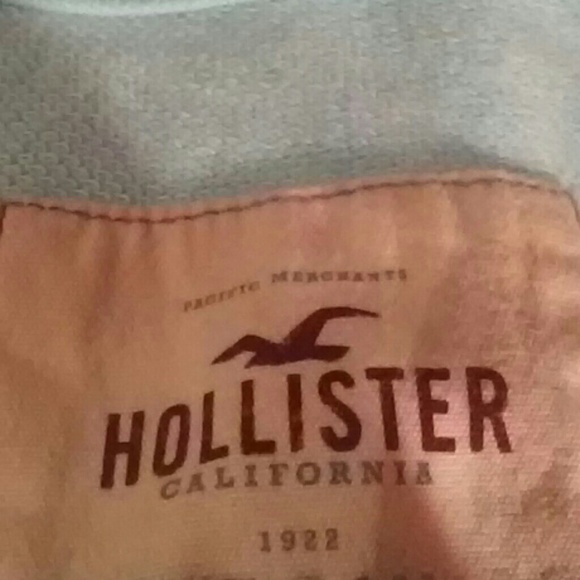 PACIFIC MERCHANTS
HOLLISTER
CALIFORNIA
1922